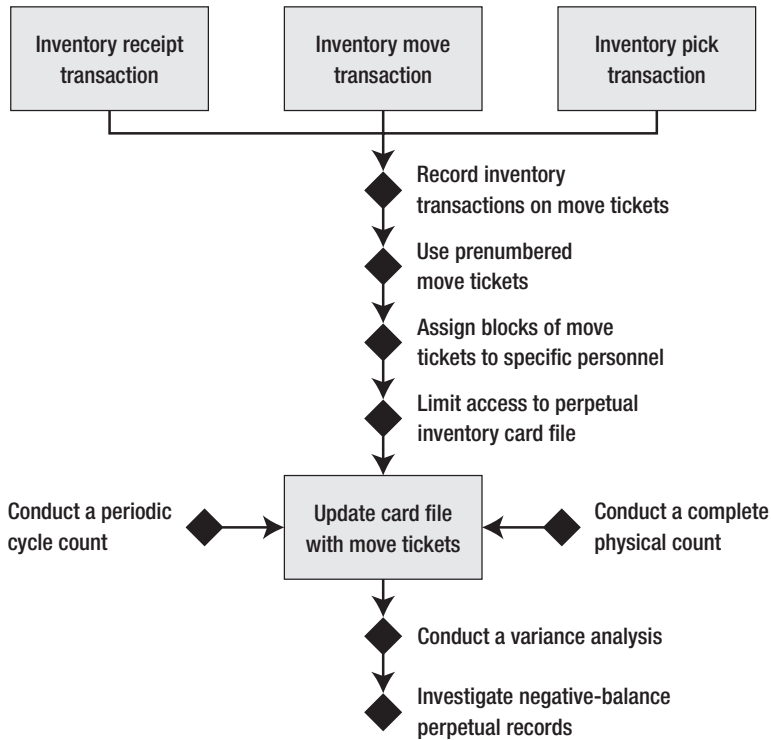 Inventory receipt
transaction
Inventory move
transaction
Inventory pick
transaction
Record inventory
transactions on move tickets
Use prenumbered
move tickets
Assign blocks of move
tickets to specific personnel
Limit access to perpetual
inventory card file
Conduct a periodic
cycle count
Update card file
with move tickets
Conduct a complete
physical count
Conduct a variance analysis
Investigate negative-balance
perpetual records